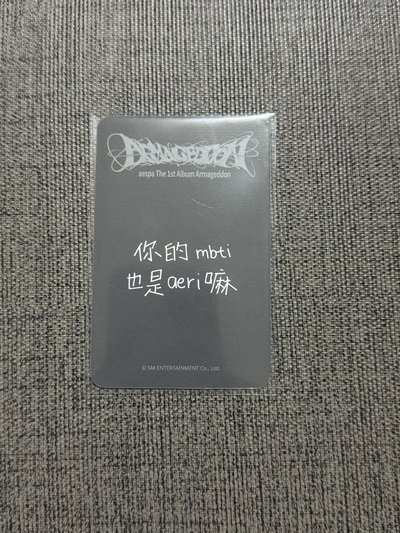 ARMAGEDDON
aespa The 1st Album Armageddon
你的 mbti
也是aeri嘛
© SM ENTERTAINMENT Co., Ltd.